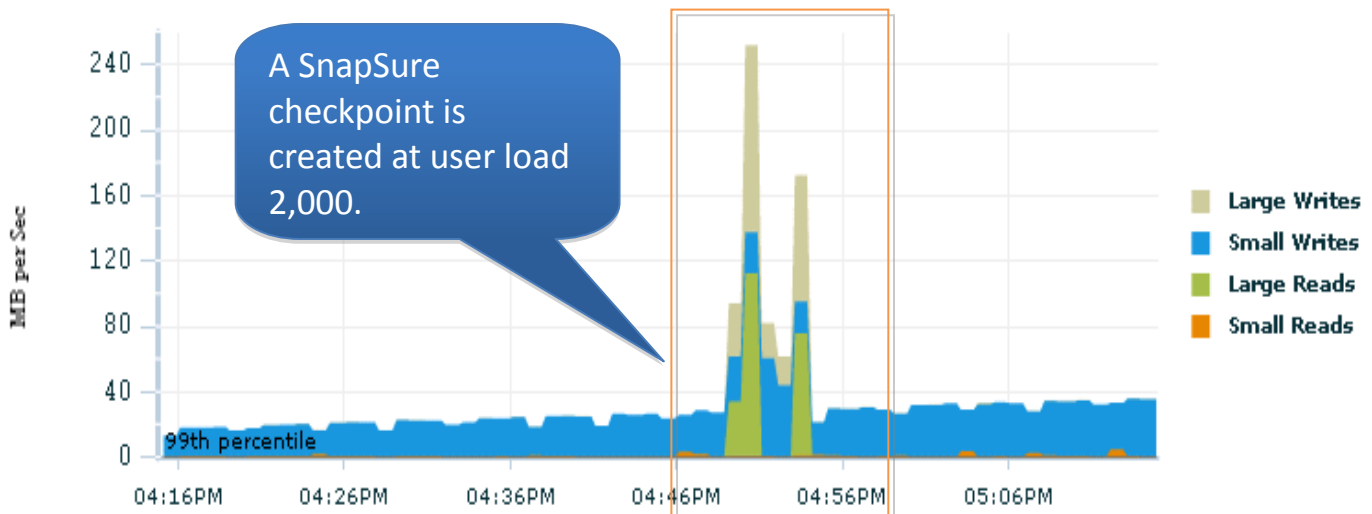 A SnapSure
checkpoint is
created at user load
2,000.
MB per Sec
240
200
160
120
80
40
0
99th percentile
04:16PM 04:26PM 04:36PM 04:46PM 04:56PM 05:06PM
Large Writes
Small Writes
Large Reads
Small Reads